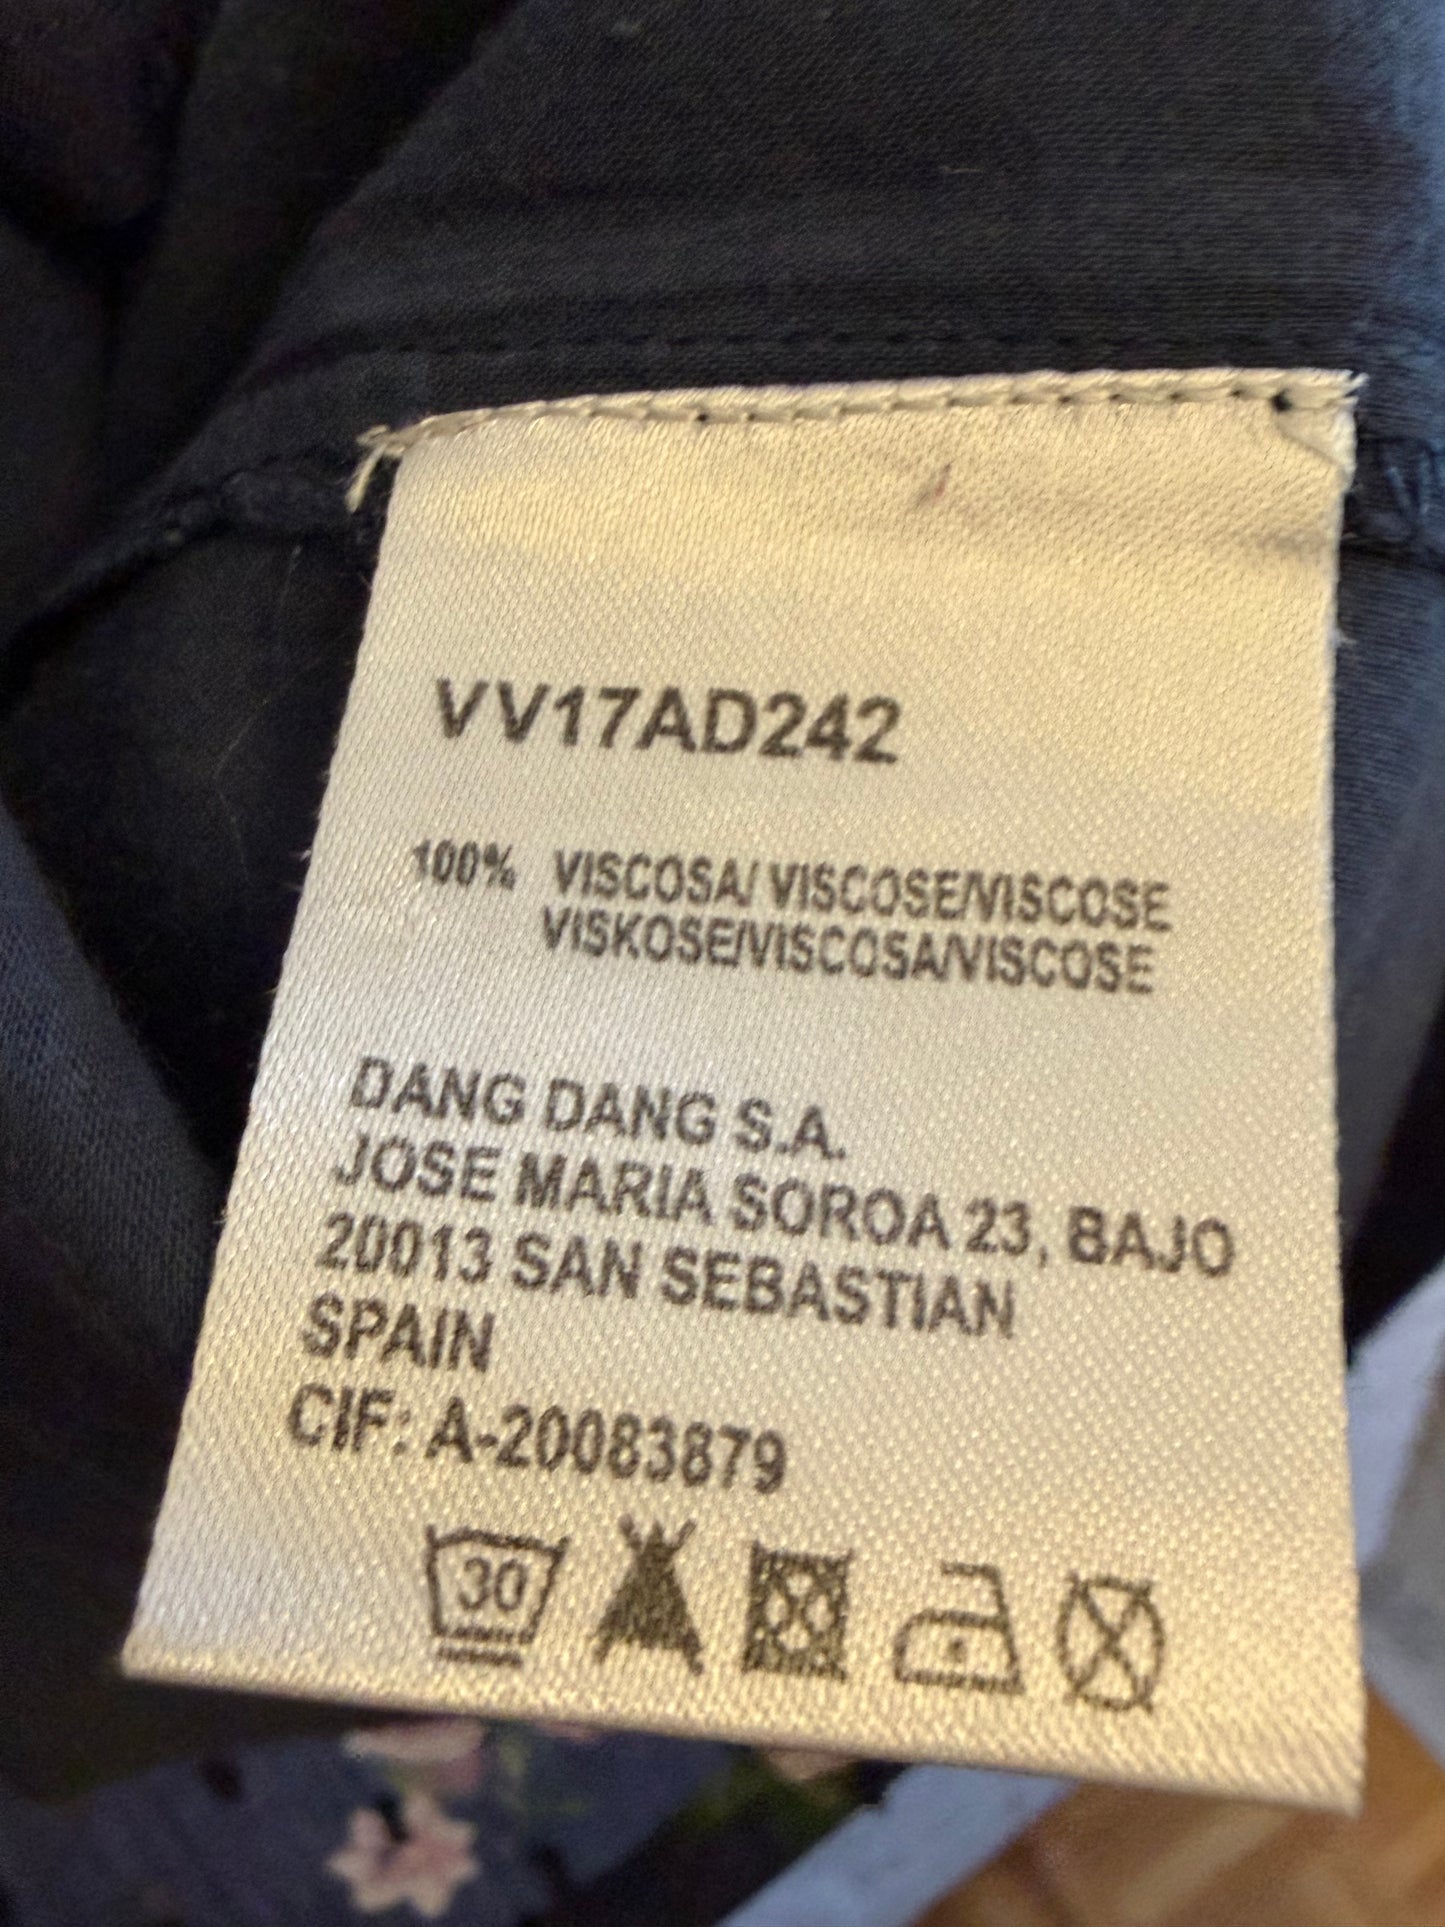 VV17AD242
100% VISCOSA/ VISCOSE/VISCOSE
VISKOSE/VISCOSA/VISCOSE
DANG DANG S.A.
JOSE MARIA SOROA 23, BAJO
20013 SAN SEBASTIAN
SPAIN
CIF: A-20083879
30